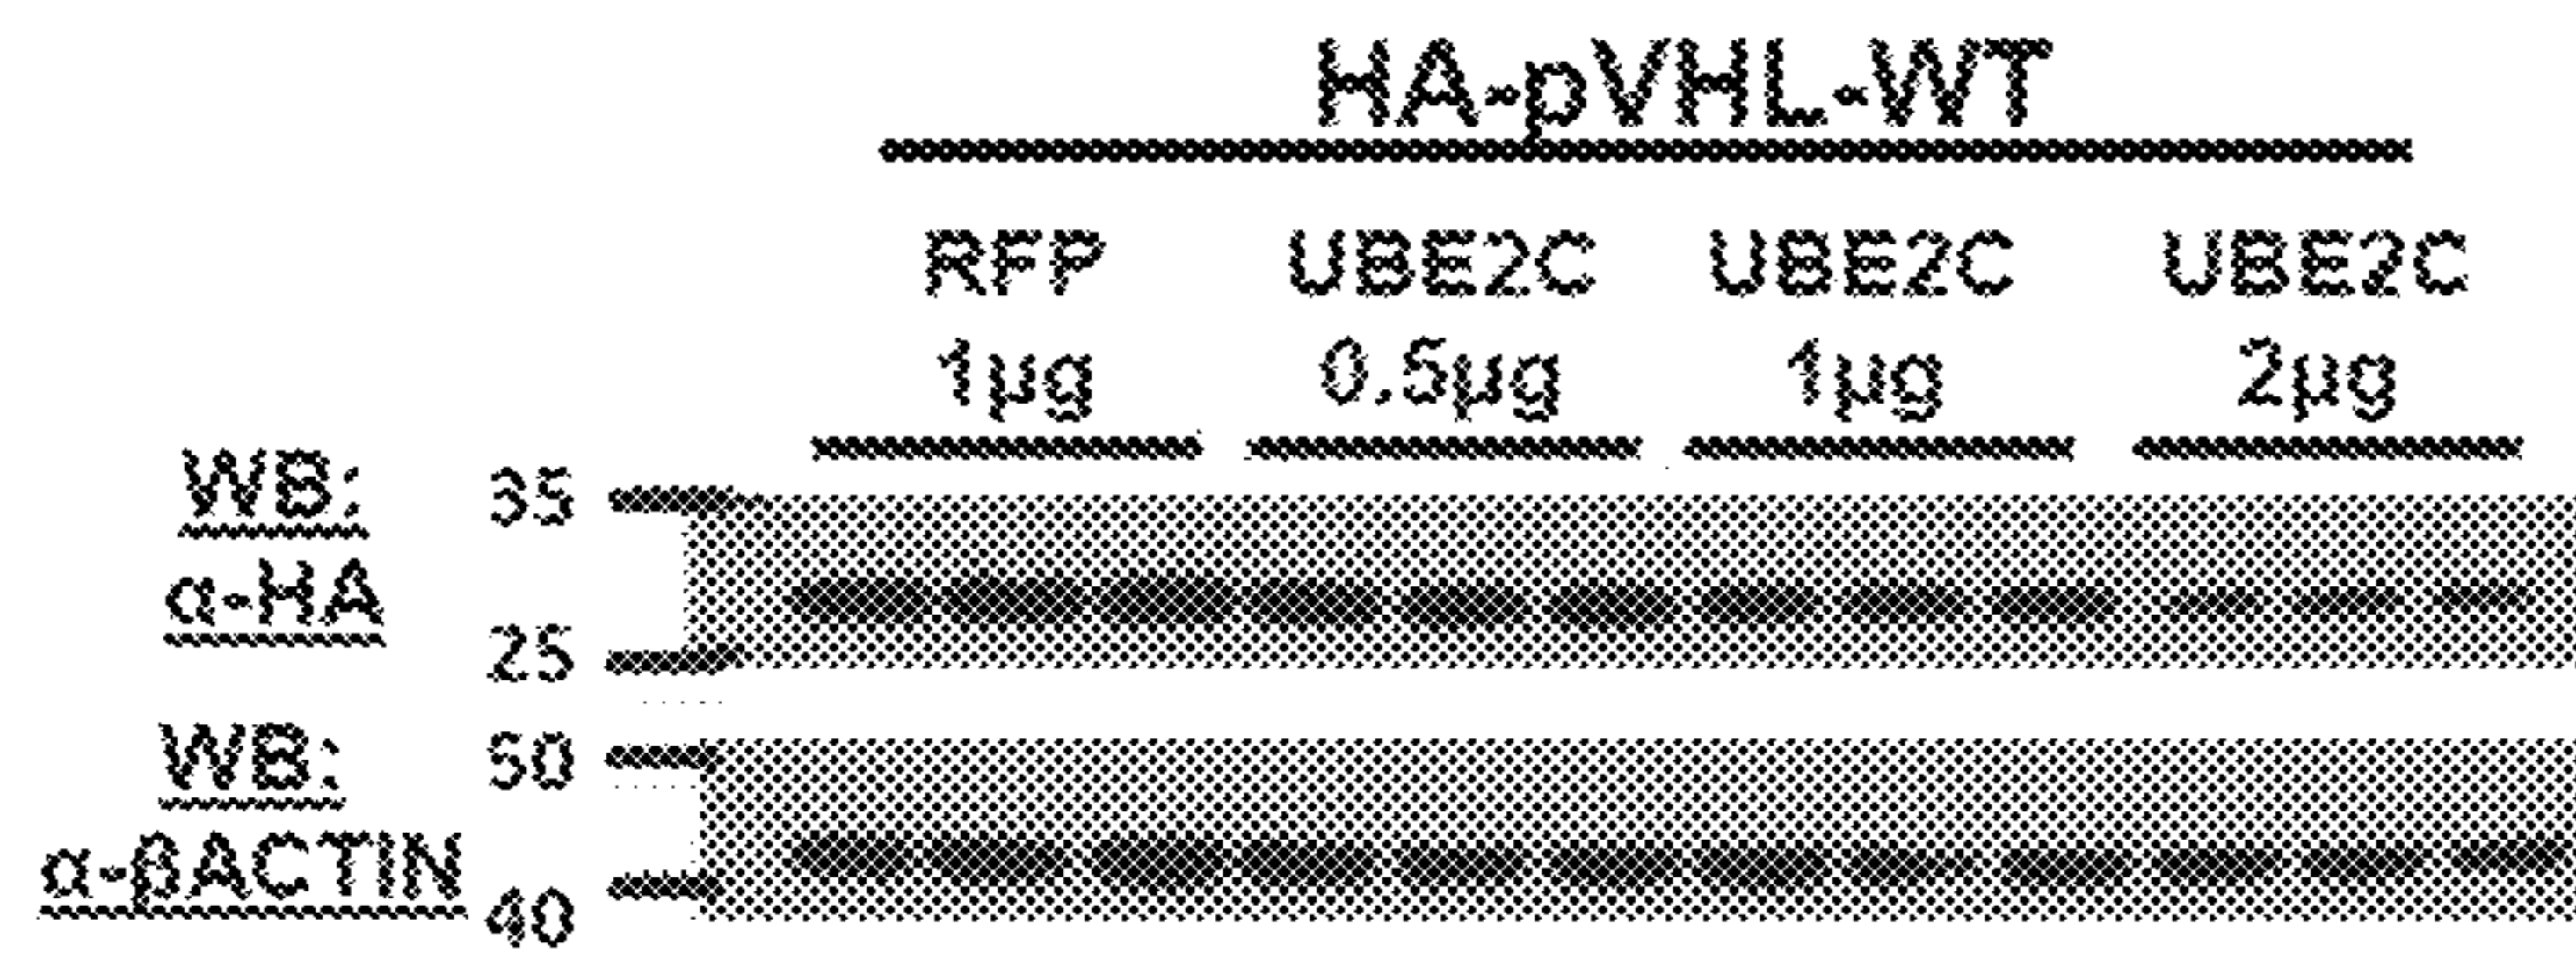 HA-pVHL-WT
RFP UBE2C UBE2C UBE2C
1µg 0.5µg 1µg 2µg
WB: 35
α-HA
25
WB: 50
α-βACTIN
40